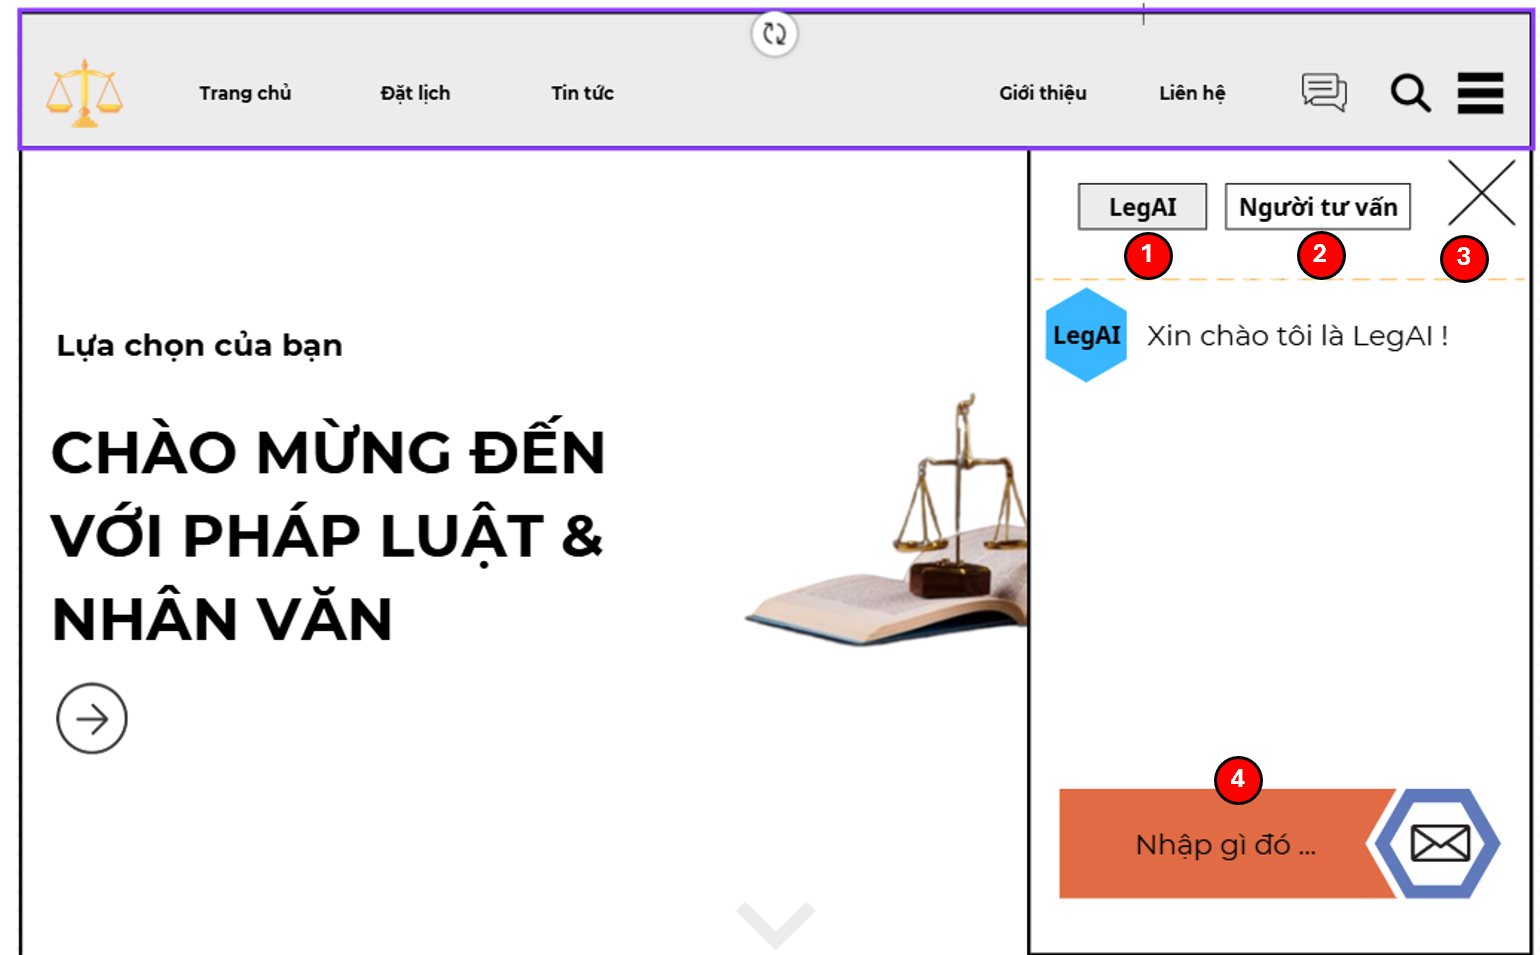 Trang chủ
Đặt lịch
Tin tức
Giới thiệu
Liên hệ
LegAI
Người tư vấn
1
2
3
LegAI
Xin chào tôi là LegAI !
Lựa chọn của bạn
CHÀO MỪNG ĐẾN
VỚI PHÁP LUẬT &
NHÂN VĂN
4
Nhập gì đó ...